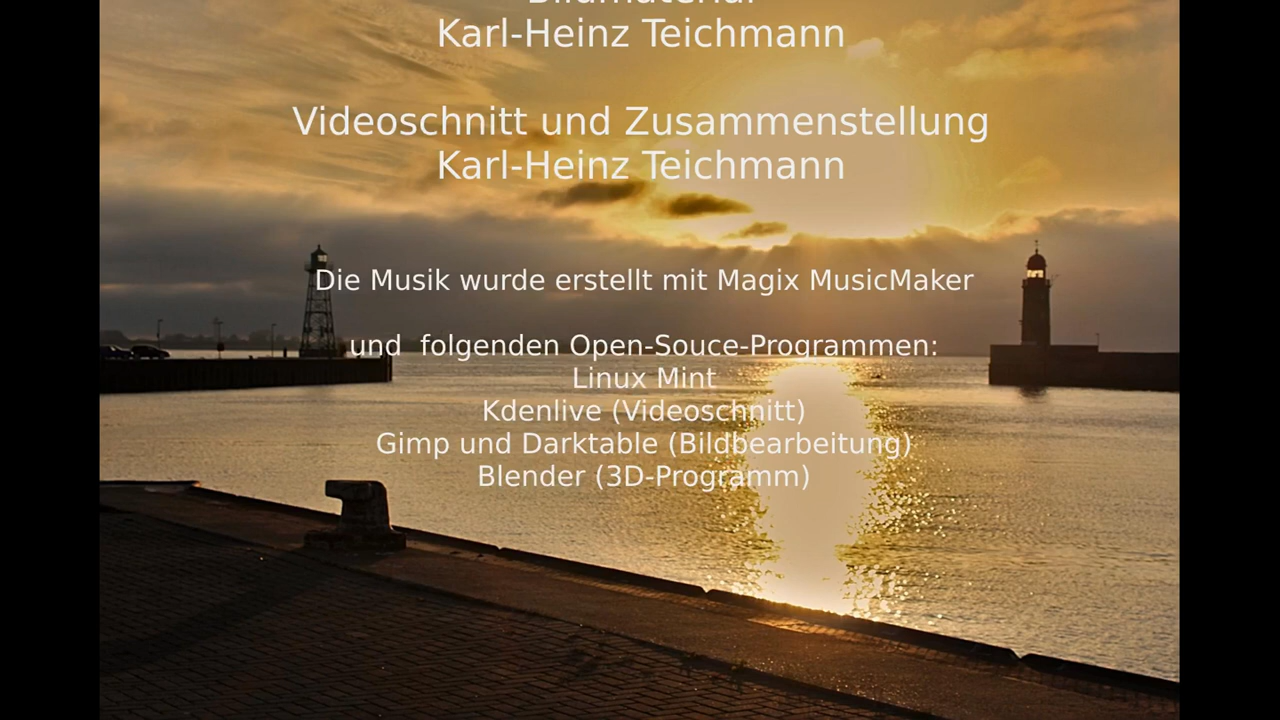 Bildmaterial
Karl-Heinz Teichmann
Videoschnitt und Zusammenstellung
Karl-Heinz Teichmann
Die Musik wurde erstellt mit Magix MusicMaker
und folgenden Open-Souce-Programmen:
Linux Mint
Kdenlive (Videoschnitt)
Gimp und Darktable (Bildbearbeitung)
Blender (3D-Programm)